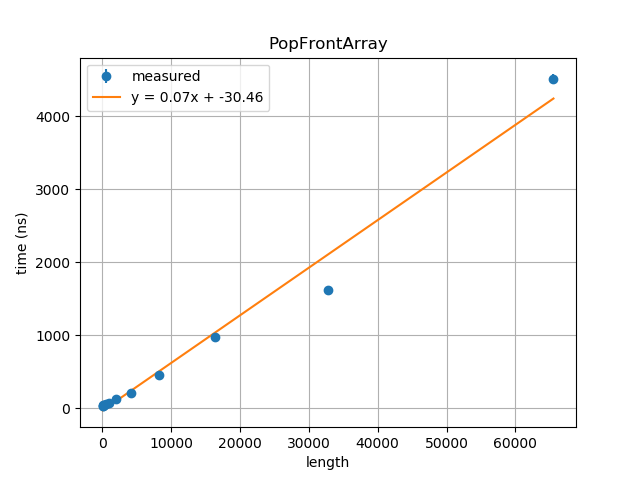 PopFrontArray
measured
y = 0.07x + -30.46
4000
3000
2000
1000
0
time (ns)
0 10000 20000 30000 40000 50000 60000
length